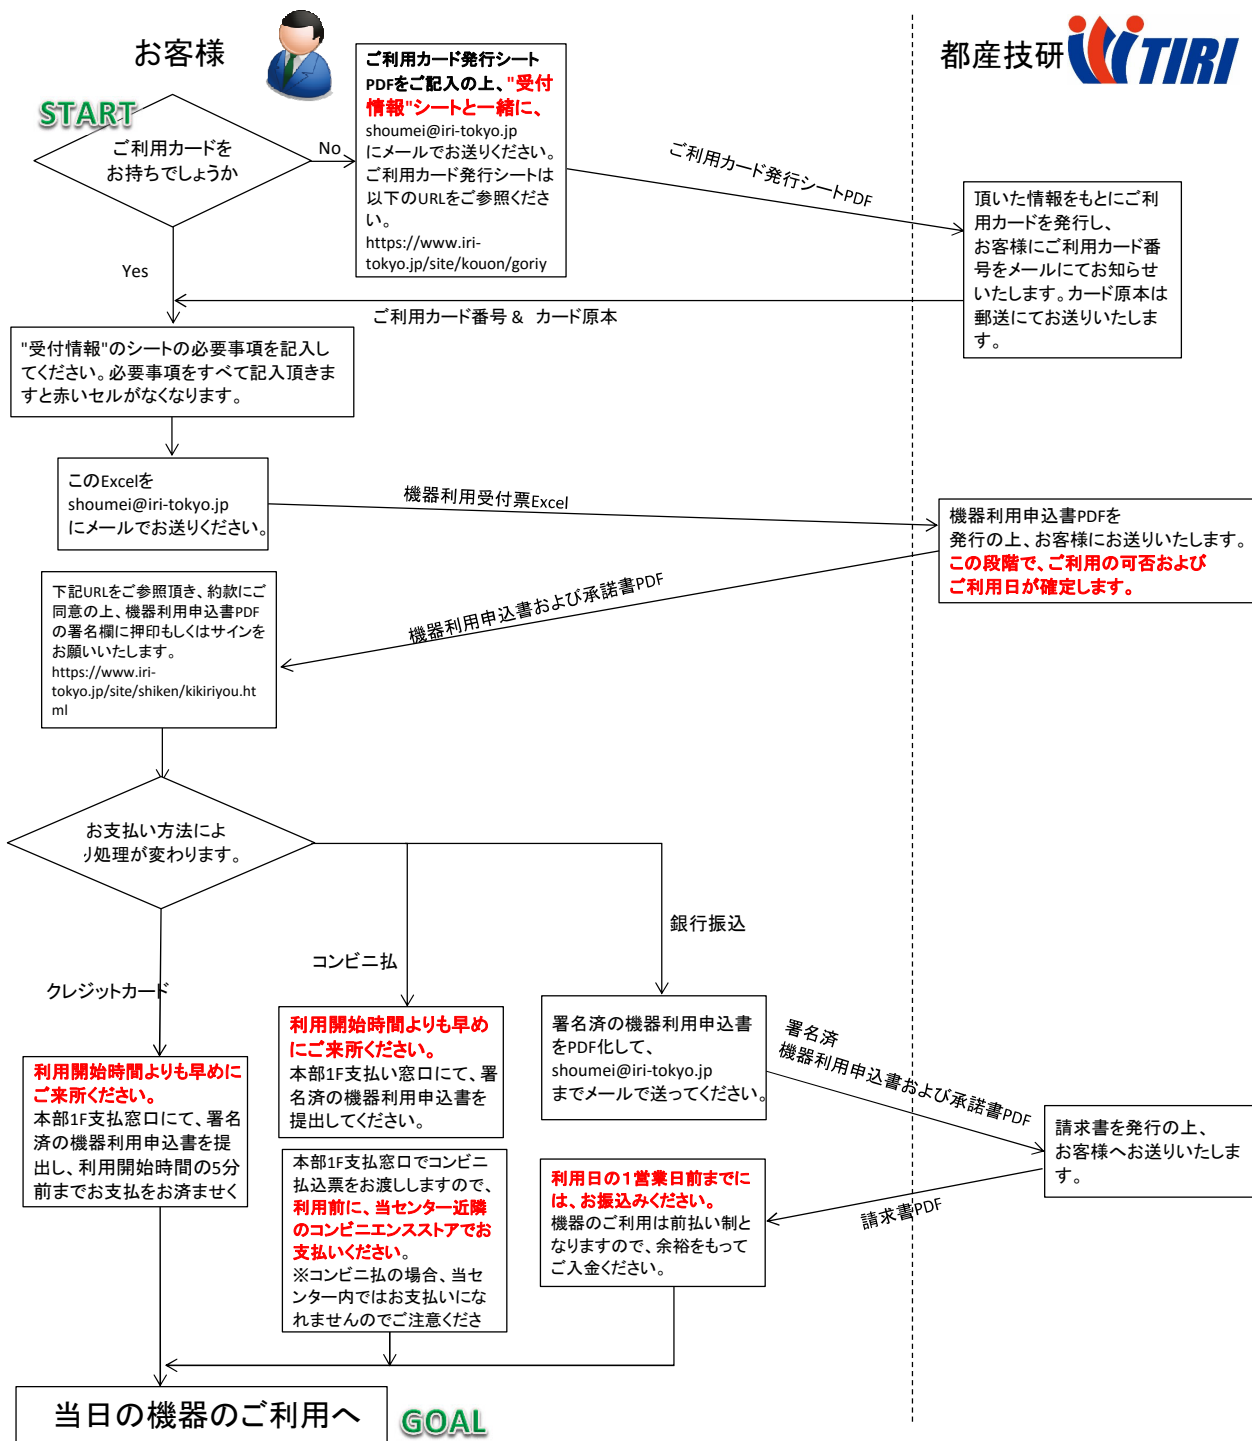 お客様
都産技研
TIRI
START
ご利用カードを
お持ちでしょうか
No
Yes
ご利用カード発行シート
PDFをご記入の上、"受付
情報"シートと一緒に、
shoumei@iri-tokyo.jp
にメールでお送りください。
ご利用カード発行シートは
以下のURLをご参照くださ
い。
https://www.iri-
tokyo.jp/site/kouon/goriy
ご利用カード発行シートPDF
頂いた情報をもとにご利
用カードを発行し、
お客様にご利用カード番
号をメールにてお知らせ
いたします。カード原本は
郵送にてお送りいたしま
す。
ご利用カード番号 & カード原本
"受付情報"のシートの必要事項を記入し
てください。必要事項をすべて記入頂きま
すと赤いセルがなくなります。
このExcelを
shoumei@iri-tokyo.jp
にメールでお送りください。
機器利用受付票Excel
機器利用申込書PDFを
発行の上、お客様にお送りいたします。
この段階で、ご利用の可否および
ご利用日が確定します。
機器利用申込書および承諾書PDF
下記URLをご参照頂き、約款にご
同意の上、機器利用申込書PDF
の署名欄に押印もしくはサインを
お願いいたします。
https://www.iri-
tokyo.jp/site/shiken/kikiriyou.ht
ml
お支払い方法によ
り処理が変わります。
クレジットカード
コンビニ払
銀行振込
利用開始時間よりも早めに
ご来所ください。
本部1F支払窓口にて、署名
済の機器利用申込書を提
出し、利用開始時間の5分
前までお支払をお済ませく
利用開始時間よりも早め
にご来所ください。
本部1F支払い窓口にて、署
名済の機器利用申込書を
提出してください。
本部1F支払窓口でコンビニ
払込票をお渡ししますので、
利用前に、当センター近隣
のコンビニエンスストアでお
支払いください。
※コンビニ払の場合、当セ
ンター内ではお支払いにな
れませんのでご注意くださ
署名済の機器利用申込書
をPDF化して、
shoumei@iri-tokyo.jp
までメールで送ってください。
署名済
機器利用申込書および承諾書PDF
請求書を発行の上、
お客様へお送りいたしま
す。
請求書PDF
利用日の１営業日前までに
は、お振込みください。
機器のご利用は前払い制と
なりますので、余裕をもって
ご入金ください。
当日の機器のご利用へ
GOAL